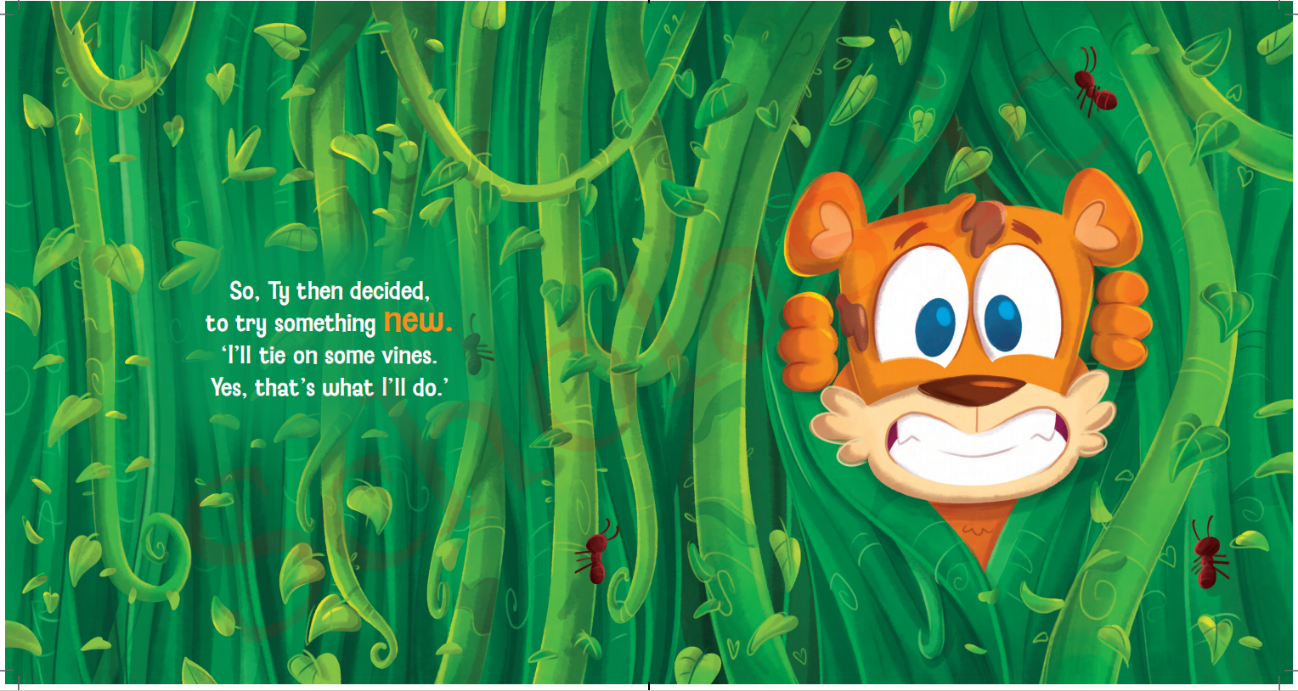 So, Ty then decided,
to try something new.
‘I’ll tie on some vines.
Yes, that’s what I’ll do.’